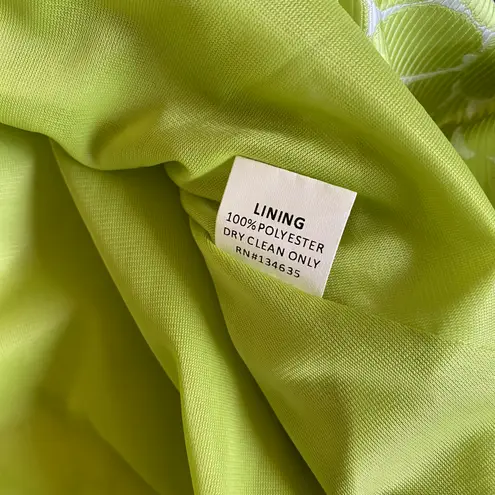 LINING
100% POLYESTER
DRY CLEAN ONLY
RN#134635